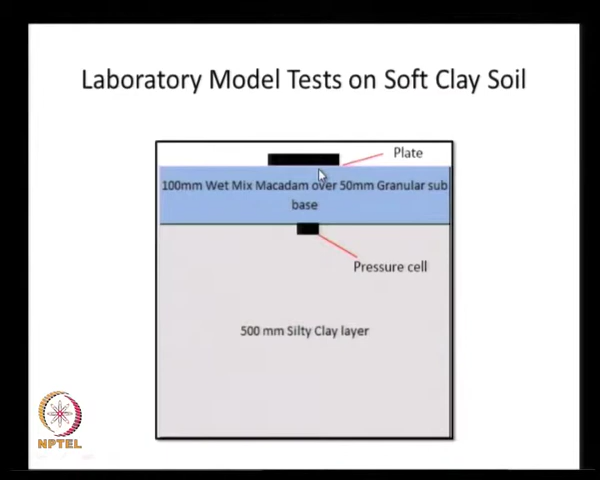 Laboratory Model Tests on Soft Clay Soil
Plate
100mm Wet Mix Macadam over 50mm Granular sub
base
Pressure cell
500 mm Silty Clay layer
NPTEL